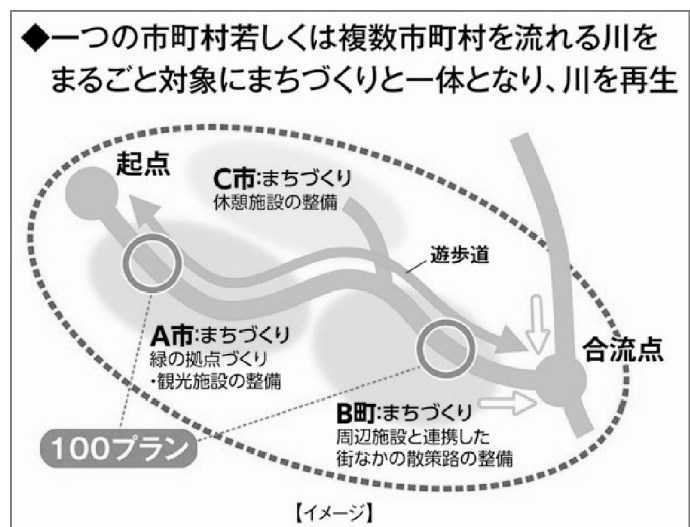 ◆一つの市町村若しくは複数市町村を流れる川を
まるごと対象にまちづくりと一体となり、川を再生
起点
C市:まちづくり
休憩施設の整備
遊歩道
A市:まちづくり
緑の拠点づくり
・観光施設の整備
合流点
B町:まちづくり
周辺施設と連携した
街なかの散策路の整備
100プラン
【イメージ】